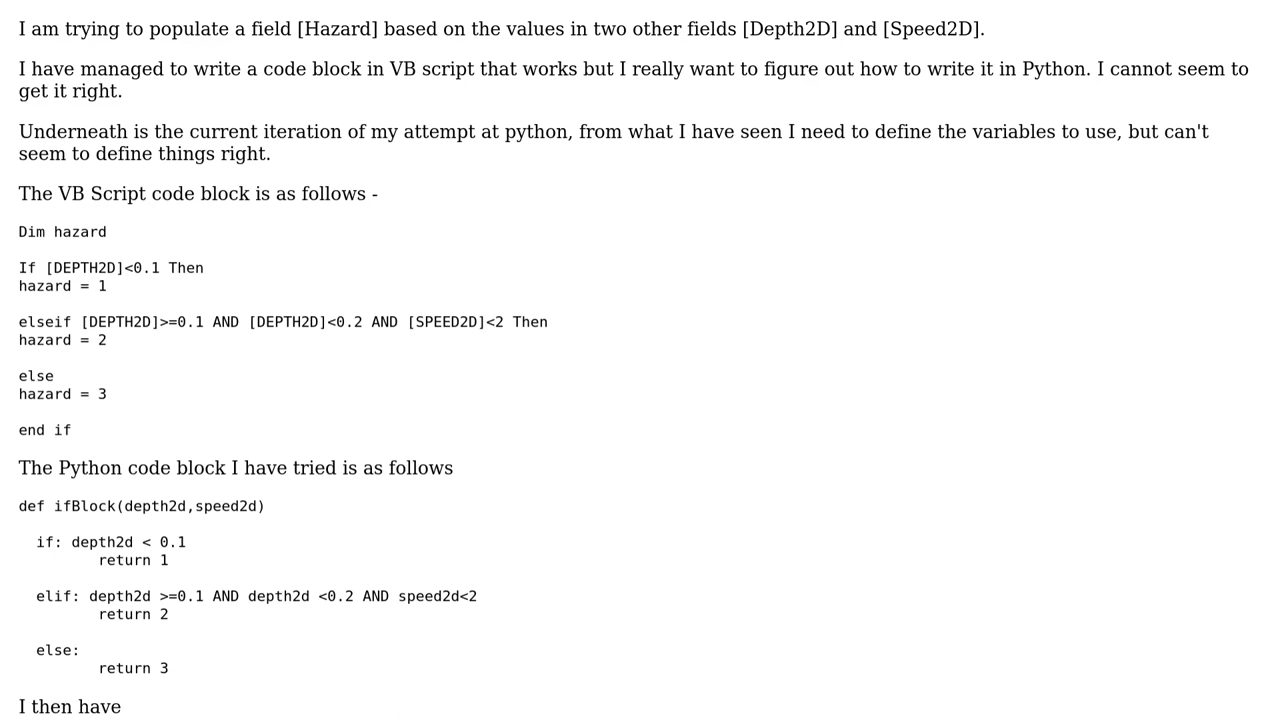 I am trying to populate a field [Hazard] based on the values in two other fields [Depth2D] and [Speed2D].
I have managed to write a code block in VB script that works but I really want to figure out how to write it in Python. I cannot seem to
get it right.
Underneath is the current iteration of my attempt at python, from what I have seen I need to define the variables to use, but can't
seem to define things right.
The VB Script code block is as follows -
Dim hazard
If [DEPTH2D]<0.1 Then
hazard = 1
elseif [DEPTH2D]>=0.1 AND [DEPTH2D]<0.2 AND [SPEED2D]<2 Then
hazard = 2
else
hazard = 3
end if
The Python code block I have tried is as follows
def ifBlock(depth2d,speed2d)
  if: depth2d < 0.1
         return 1
  elif: depth2d >=0.1 AND depth2d <0.2 AND speed2d<2
         return 2
  else:
         return 3
I then have